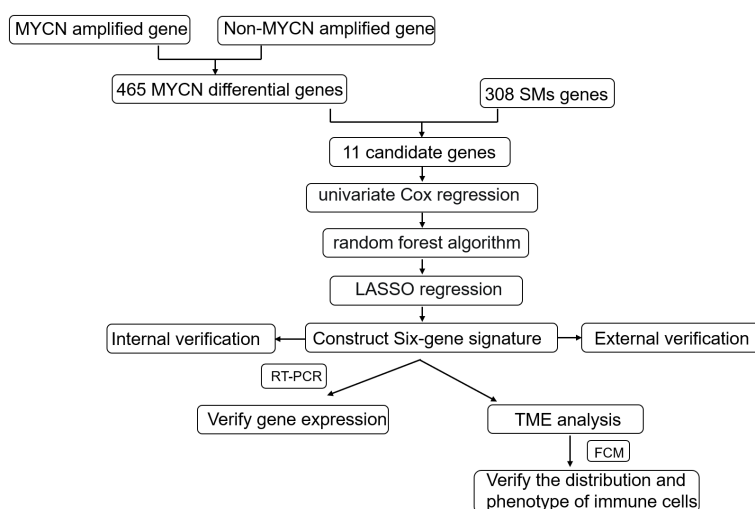 MYCN amplified gene
Non-MYCN amplified gene
465 MYCN differential genes
308 SMs genes
11 candidate genes
univariate Cox regression
random forest algorithm
LASSO regression
Internal verification
Construct Six-gene signature
External verification
RT-PCR
Verify gene expression
TME analysis
FCM
Verify the distribution and
phenotype of immune cells